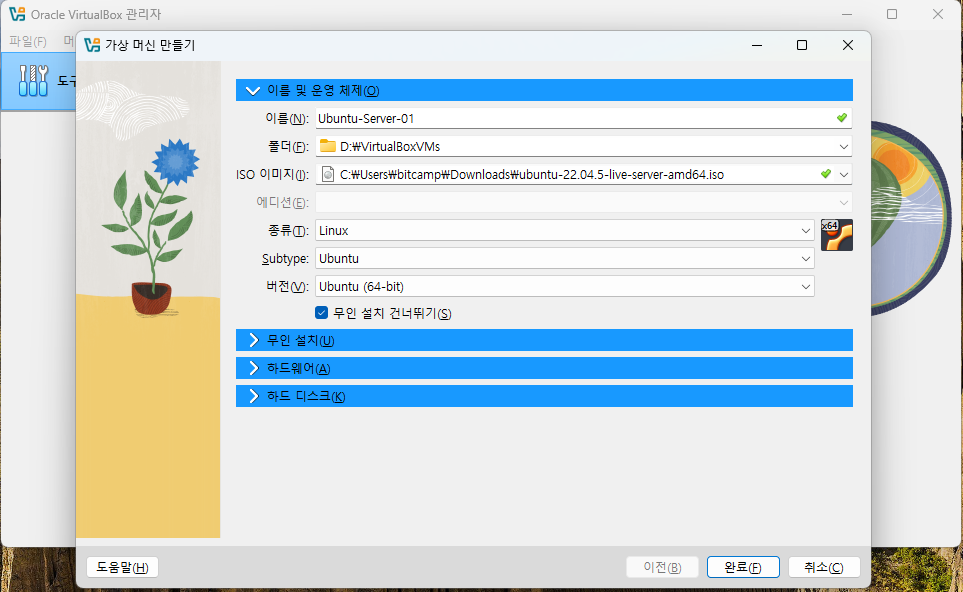 Oracle VirtualBox 관리자
파일(F)
가상 머신 만들기
이름 및 운영 체제(O)
이름(N): Ubuntu-Server-01
폴더(F): D:₩VirtualBoxVMs
ISO 이미지(I): C:₩Users₩bitcamp₩Downloads₩ubuntu-22.04.5-live-server-amd64.iso
에디션(E):
종류(T): Linux
x64
Subtype: Ubuntu
버전(V): Ubuntu (64-bit)
무인 설치 건너뛰기(S)
무인 설치(U)
하드웨어(A)
하드 디스크(K)
도움말(H) 이전(B) 완료(F) 취소(C)